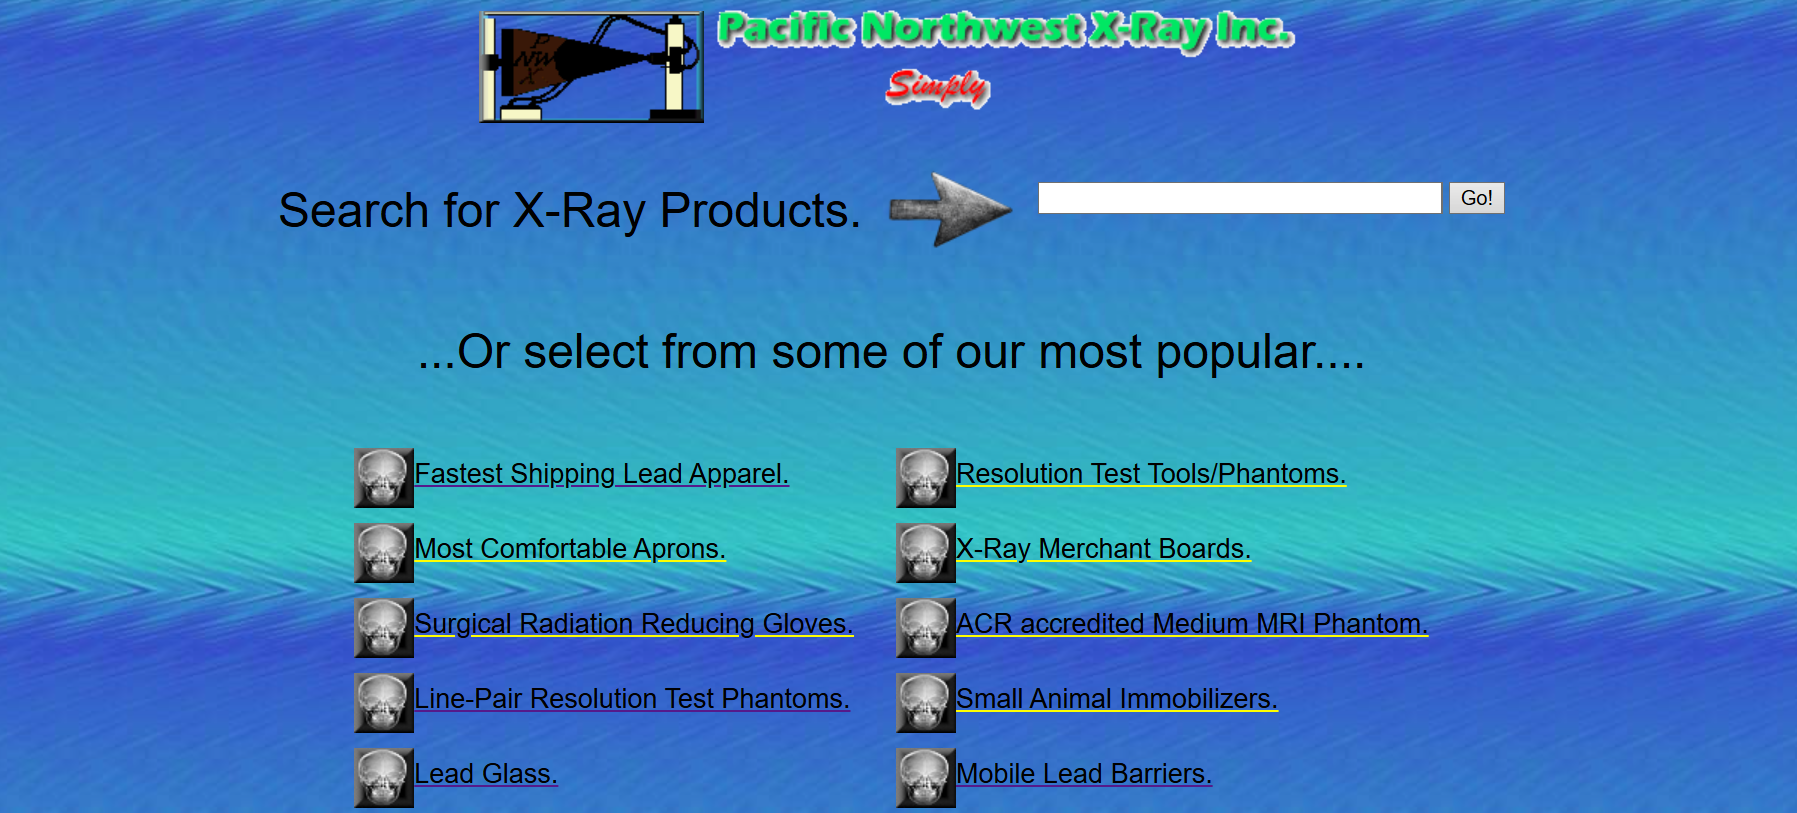 P
NW
X
Pacific Northwest X-Ray Inc.
Simply
Search for X-Ray Products.
Go!
...Or select from some of our most popular....
Fastest Shipping Lead Apparel.
Resolution Test Tools/Phantoms.
Most Comfortable Aprons.
X-Ray Merchant Boards.
Surgical Radiation Reducing Gloves.
ACR accredited Medium MRI Phantom.
Line-Pair Resolution Test Phantoms.
Small Animal Immobilizers.
Lead Glass.
Mobile Lead Barriers.